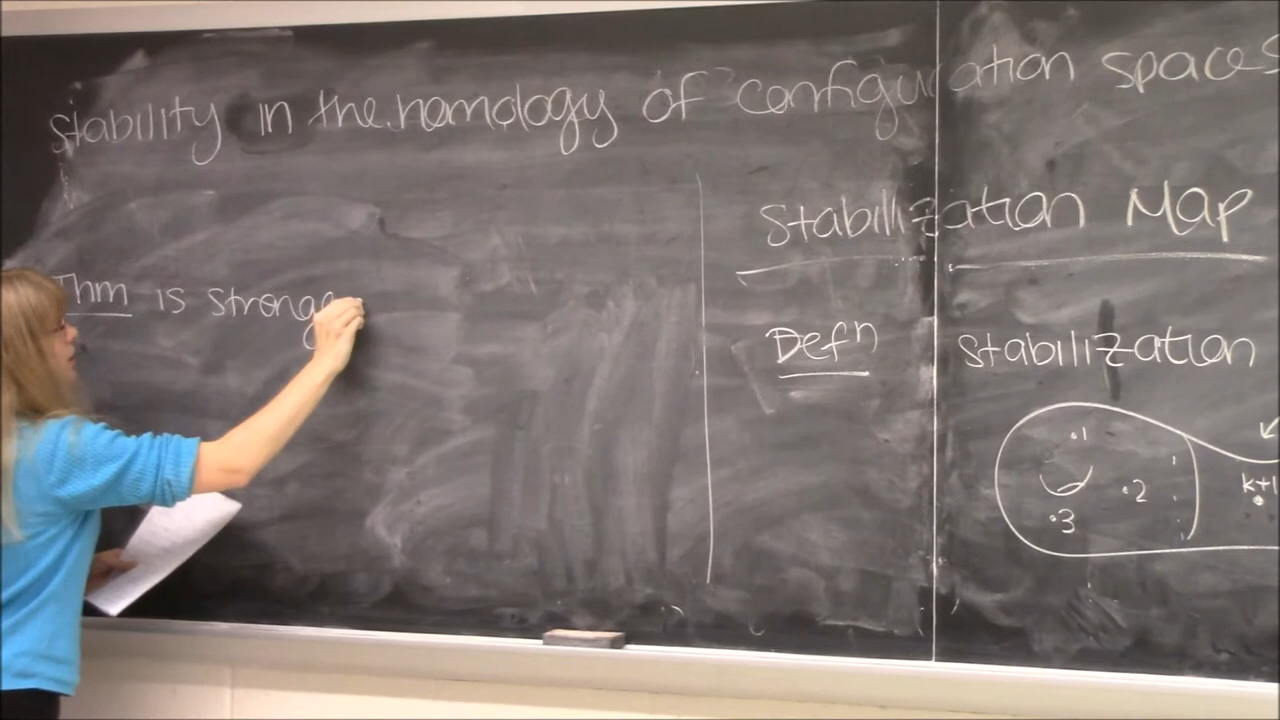 stability in the homology of configuration spaces
Thm is strong
Stabilization Map
Defn stabilization
.1
.2
.3
k+1